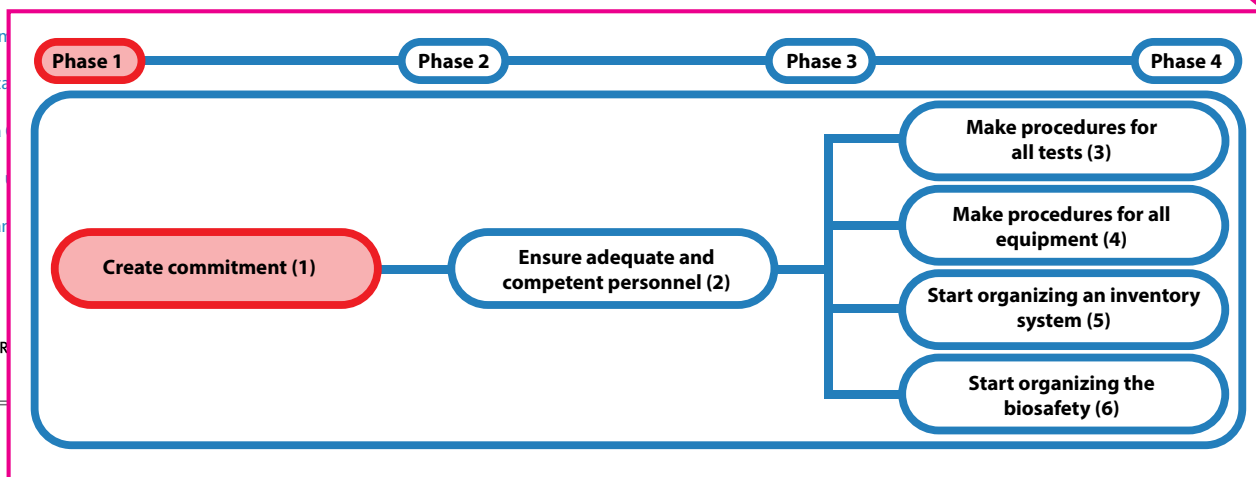 Phase 1
Phase 2
Phase 3
Phase 4
Make procedures for
all tests (3)
Make procedures for all
equipment (4)
Create commitment (1)
Ensure adequate and
competent personnel (2)
Start organizing an inventory
system (5)
Start organizing the
biosafety (6)